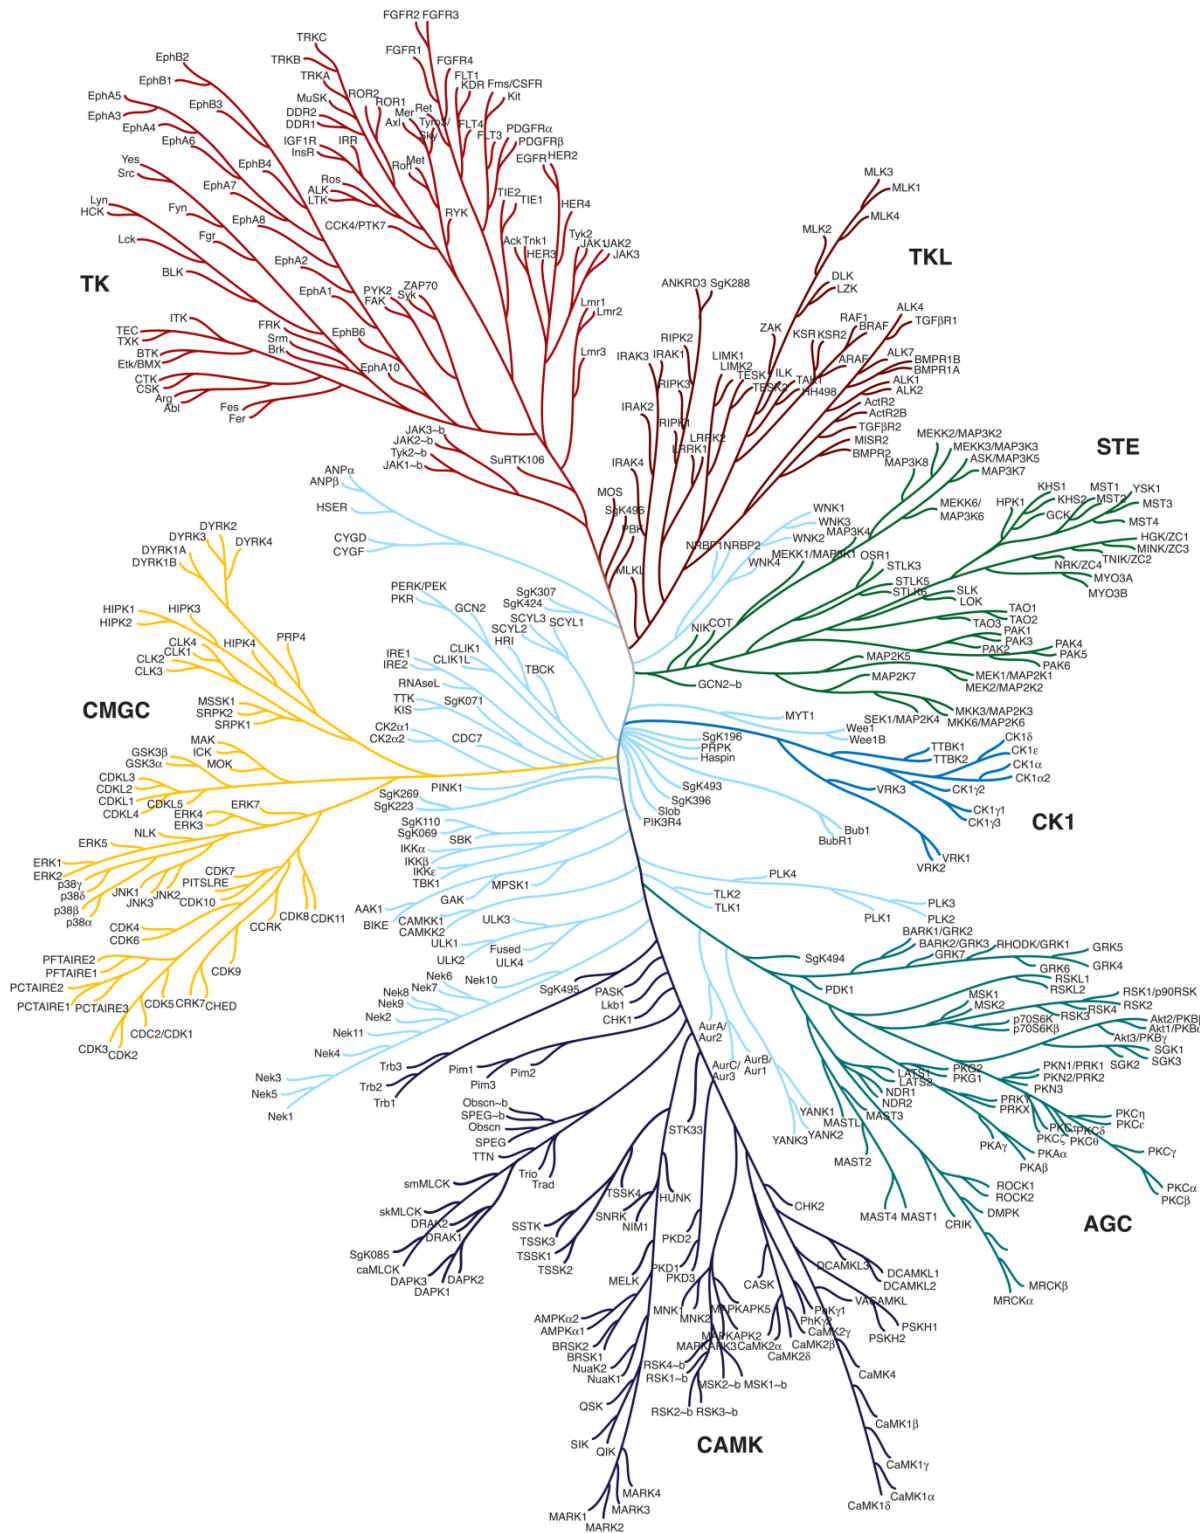 FGFR2 FGFR3
TRKC
EphB2
TRKB
FGFR1
FGFR4
EphB1
TRKA
FLT1
KDR
Fms/CSFR
Kit
EphA5
EphA3
EphB3
MuSK
ROR2
ROR1
DDR2
DDR1
Mer
Ret
Axl
Tyro3/
Sky
FLT4
FLT3
PDGFRα
PDGFRβ
EphA4
EphA6
IGF1R
InsR
IRR
Met
Ron
EGFR
HER2
Yes
Src
EphB4
EphA7
Ros
ALK
LTK
TIE2
TIE1
HER4
Lyn
HCK
Fyn
EphA8
CCK4/PTK7
RYK
Fgr
Lck
Ack
Tnk1
HER3
Tyk2
JAK1
JAK2
JAK3
BLK
EphA2
TK
EphA1
PYK2
FAK
ZAP70
Syk
Lmr1
Lmr2
ITK
TEC
TXK
FRK
Srm
Brk
EphB6
BTK
Etk/BMX
Lmr3
EphA10
CTK
CSK
Arg
Abl
Fes
Fer
JAK3~b
JAK2~b
Tyk2~b
JAK1~b
SuRTK106
MLK3
MLK1
MLK4
MLK2
TKL
ANKRD3 SgK288
DLK
LZK
ALK4
TGFβR1
RIPK2
ZAK
KSR1
KSR2
RAF1
BRAF
IRAK3
IRAK1
LIMK1
LIMK2
TESK1
TESK2
ILK
TAK1
HH498
ARAF
ALK7
BMPR1B
BMPR1A
RIPK3
ALK1
ALK2
IRAK2
RIPK1
ActR2
ActR2B
LRRK2
LRRK1
TGFβR2
MISR2
BMPR2
IRAK4
MOS
SgK496
PBK
MLKL
NRBP1
NRBP2
WNK1
WNK3
WNK2
WNK4
MEKK2/MAP3K2
MEKK3/MAP3K3
ASK/MAP3K5
MAP3K8
MAP3K7
STE
MEKK6/
MAP3K6
MAP3K4
MEKK1/MAP3K1
KHS1
KHS2
HPK1
GCK
MST1
MST2
YSK1
MST3
MST4
HGK/ZC1
MINK/ZC3
TNIK/ZC2
NRK/ZC4
OSR1
STLK3
STLK5
STLK6
MYO3A
MYO3B
SLK
LOK
TAO1
TAO2
TAO3
NIK
COT
PAK1
PAK3
PAK2
PAK4
PAK5
PAK6
MAP2K5
MAP2K7
MEK1/MAP2K1
MEK2/MAP2K2
GCN2~b
MKK3/MAP2K3
SEK1/MAP2K4
MKK6/MAP2K6
ANPα
ANPβ
HSER
CYGD
CYGF
DYRK2
DYRK3
DYRK4
DYRK1A
DYRK1B
PERK/PEK
PKR
GCN2
SgK307
SgK424
SCYL3
SCYL2
SCYL1
HRI
HIPK1
HIPK3
HIPK2
HIPK4
PRP4
CLK4
CLK1
CLK2
CLK3
CLIK1
CLIK1L
IRE1
IRE2
TBCK
RNAseL
TTK
KIS
SgK071
CMGC
MSSK1
SRPK2
SRPK1
CK2α1
CK2α2
CDC7
MAK
ICK
MOK
GSK3β
GSK3α
CDKL3
CDKL2
CDKL1
CDKL5
CDKL4
PINK1
SgK269
SgK223
ERK7
ERK4
ERK3
NLK
ERK5
SgK110
SgK069
SBK
ERK1
ERK2
IKKα
IKKβ
IKKε
TBK1
p38γ
p38δ
p38β
p38α
JNK1
JNK3
JNK2
CDK7
PITSLRE
CDK10
MPSK1
GAK
AAK1
BIKE
CDK4
CDK6
CCRK
CDK8
CDK11
CAMKK1
CAMKK2
ULK3
ULK1
ULK2
Fused
ULK4
PFTAIRE2
PFTAIRE1
CDK9
PCTAIRE2
PCTAIRE1
PCTAIRE3
CDK5
CRK7
CHED
CDC2/CDK1
CDK3
CDK2
Nek6
Nek7
Nek10
Nek8
Nek9
Nek2
Nek11
Nek4
Nek3
Nek5
Nek1
MYT1
Wee1
Wee1B
SgK196
PRPK
Haspin
SgK493
SgK396
Slob
PIK3R4
TTBK1
TTBK2
CK1δ
CK1ε
CK1α
CK1α2
CK1γ2
VRK3
CK1γ1
CK1γ3
CK1
Bub1
BubR1
VRK1
VRK2
PLK4
PLK3
PLK1
PLK2
TLK2
TLK1
BARK1/GRK2
BARK2/GRK3
RHODK/GRK1
GRK5
GRK7
GRK4
GRK6
SgK494
PDK1
RSKL1
RSKL2
RSK1/p90RSK
RSK2
RSK4
RSK3
MSK1
MSK2
p70S6K
p70S6Kβ
Akt2/PKBβ
Akt1/PKBα
Akt3/PKBγ
SGK1
SGK2
SGK3
LATS1
LATS2
PKG2
PKG1
PKN1/PRK1
PKN2/PRK2
PKN3
NDR1
NDR2
PRKY
PRKX
YANK1
YANK2
YANK3
MASTL
MAST3
MAST2
PKCζ
PKCδ
PKCθ
PKCη
PKCε
PKAγ
PKAα
PKAβ
PKCγ
PKCα
PKCβ
AurA/
Aur2
AurC/
Aur3
AurB/
Aur1
MAST4 MAST1
CRIK
ROCK1
ROCK2
DMPK
AGC
MRCKβ
MRCKα
SgK495
PASK
Lkb1
CHK1
Trb3
Trb2
Trb1
Pim1
Pim2
Pim3
Obscn~b
SPEG~b
Obscn
SPEG
TTN
STK33
Trio
Trad
smMLCK
skMLCK
TSSK4
SNRK
NIM1
HUNK
SSTK
TSSK3
TSSK1
TSSK2
DRAK2
DRAK1
SgK085
caMLCK
DAPK3
DAPK2
DAPK1
CHK2
PKD2
PKD1
PKD3
DCAMKL3
DCAMKL1
DCAMKL2
CASK
MELK
VACAMKL
PSKH1
PSKH2
MNK1
MNK2
MAPKAPK5
MAPKAPK2
MAPKAPK3
PhKγ1
PhKγ2
CaMK2γ
CaMK2α
CaMK2β
CaMK2δ
AMPKα2
AMPKα1
BRSK2
BRSK1
NuaK2
NuaK1
RSK4~b
RSK1~b
MSK2~b MSK1~b
CaMK4
QSK
RSK2~b RSK3~b
CaMK1β
SIK
QIK
CAMK
CaMK1γ
MARK4
MARK3
MARK1
MARK2
CaMK1α
CaMK1δ